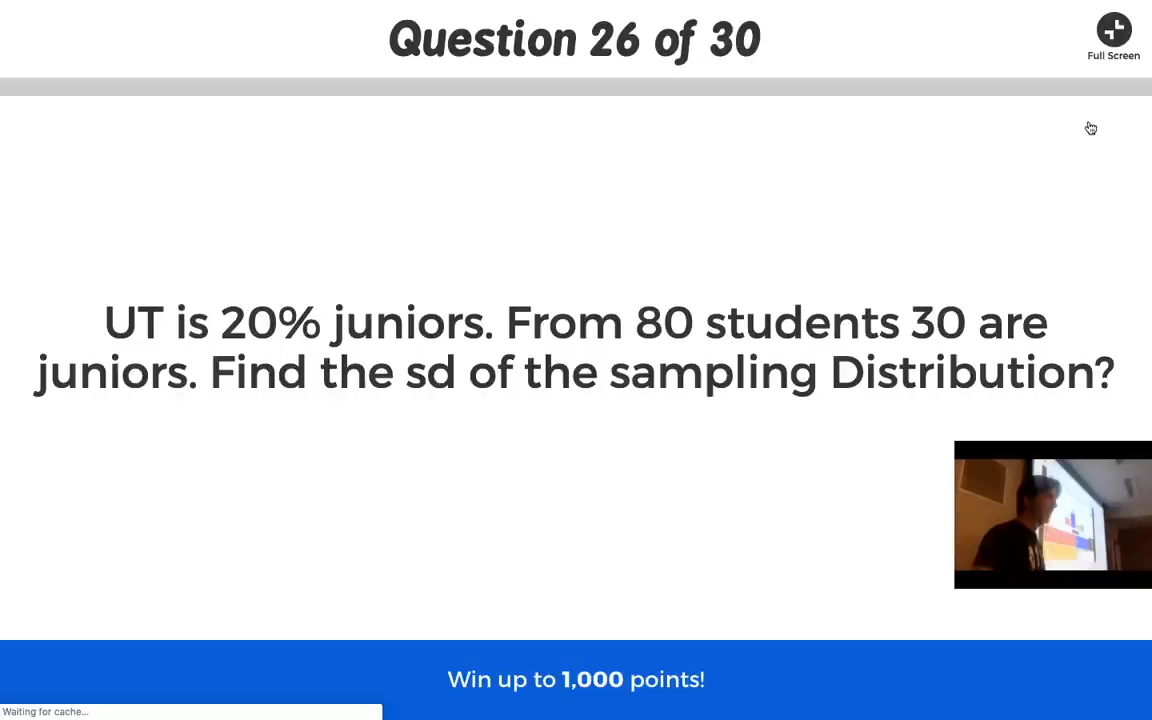 Question 26 of 30
Full Screen
UT is 20% juniors. From 80 students 30 are
juniors. Find the sd of the sampling Distribution?
Win up to 1,000 points!
Waiting for cache...